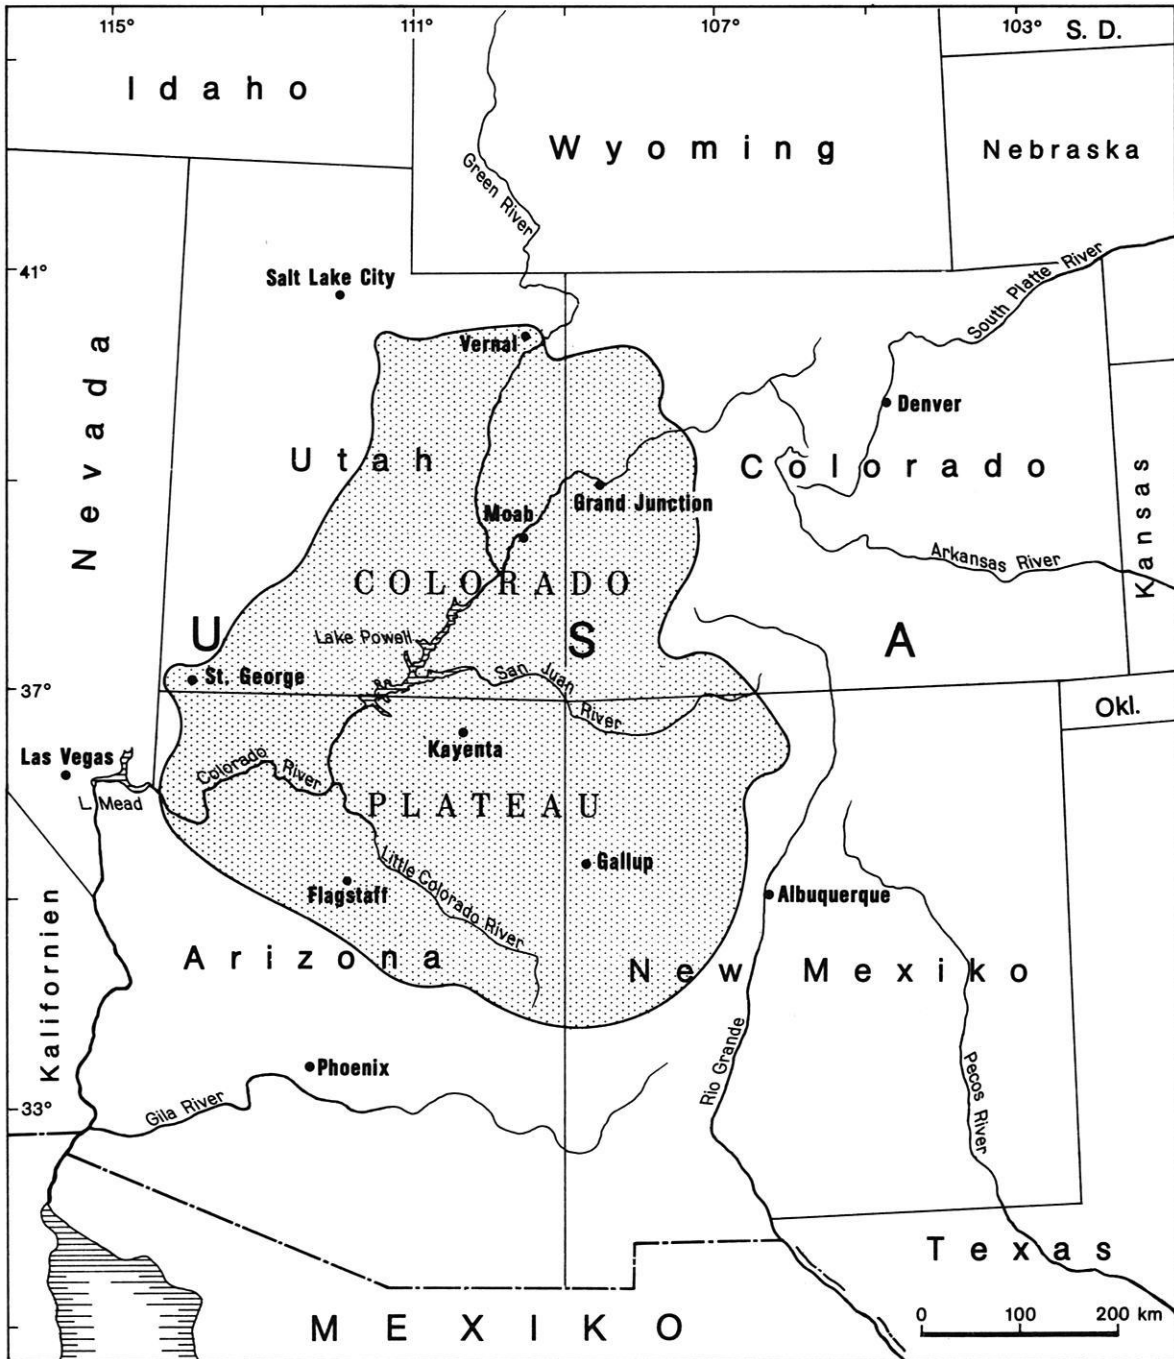 115°
111°
107°
103°
S. D.
Idaho
Wyoming
Nebraska
Green River
41°
Salt Lake City
South Platte River
Nevada
Vernal
Denver
Utah
Colorado
Kansas
Grand Junction
Moab
Arkansas River
COLORADO
U S A
Lake Powell
San Juan River
St. George
37°
Okl.
Kayenta
Las Vegas
Colorado River
L. Mead
PLATEAU
Gallup
Little Colorado River
Flagstaff
Albuquerque
Kalifornien
Arizona
New Mexiko
Phoenix
Rio Grande
Pecos River
Gila River
33°
Texas
MEXIKO
0 100 200 km